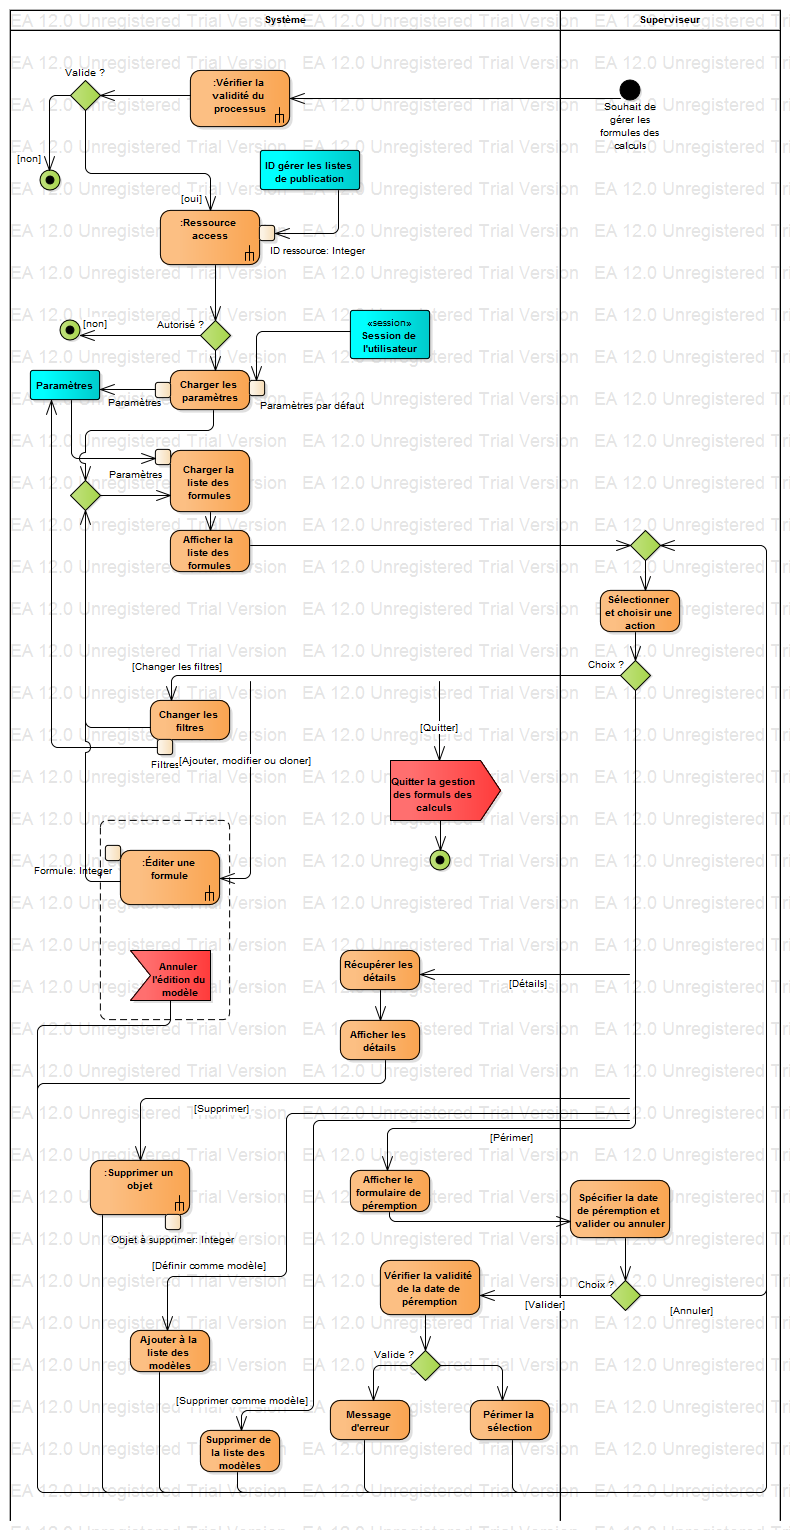 Système
Superviseur
Valide ?
:Vérifier la
validité du
processus
Souhait de
gérer les
formules des
calculs
[non]
ID gérer les listes
de publication
[oui]
:Ressource
access
ID ressource: Integer
[non]
Autorisé ?
«session»
Session de
l'utilisateur
Paramètres
Charger les
paramètres
Paramètres
Paramètres par défaut
Paramètres
Charger la
liste des
formules
Afficher la
liste des
formules
Sélectionner
et choisir une
action
Choix ?
[Changer les filtres]
Changer les
filtres
[Quitter]
Filtres
[Ajouter, modifier ou cloner]
Quitter la gestion
des formuls des
calculs
:Éditer une
formule
Formule: Integer
Annuler
l'édition du
modèle
Récupérer les
détails
[Détails]
Afficher les
détails
[Supprimer]
[Périmer]
:Supprimer un
objet
Afficher le
formulaire de
péremption
Spécifier la date
de péremption et
valider ou annuler
Objet à supprimer: Integer
[Définir comme modèle]
Vérifier la validité
de la date de
péremption
Choix ?
[Valider]
[Annuler]
Ajouter à la
liste des
modèles
Valide ?
[Supprimer comme modèle]
Message
d'erreur
Périmer la
sélection
Supprimer de
la liste des
modèles
EA 12.0 Unregistered Trial Version